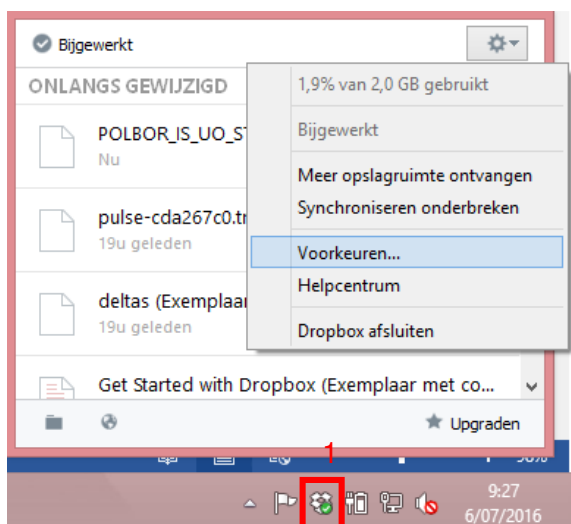 Bijgewerkt
ONLANGS GEWIJZIGD
1,9% van 2,0 GB gebruikt
Bijgewerkt
Meer opslagruimte ontvangen
Synchroniseren onderbreken
Voorkeuren...
Helpcentrum
Dropbox afsluiten
POLBOR_IS_UO_S
Nu
pulse-cda267c0.tr
19u geleden
deltas (Exemplaar
19u geleden
Get Started with Dropbox (Exemplaar met co...
Upgraden
1
9:27
6/07/2016